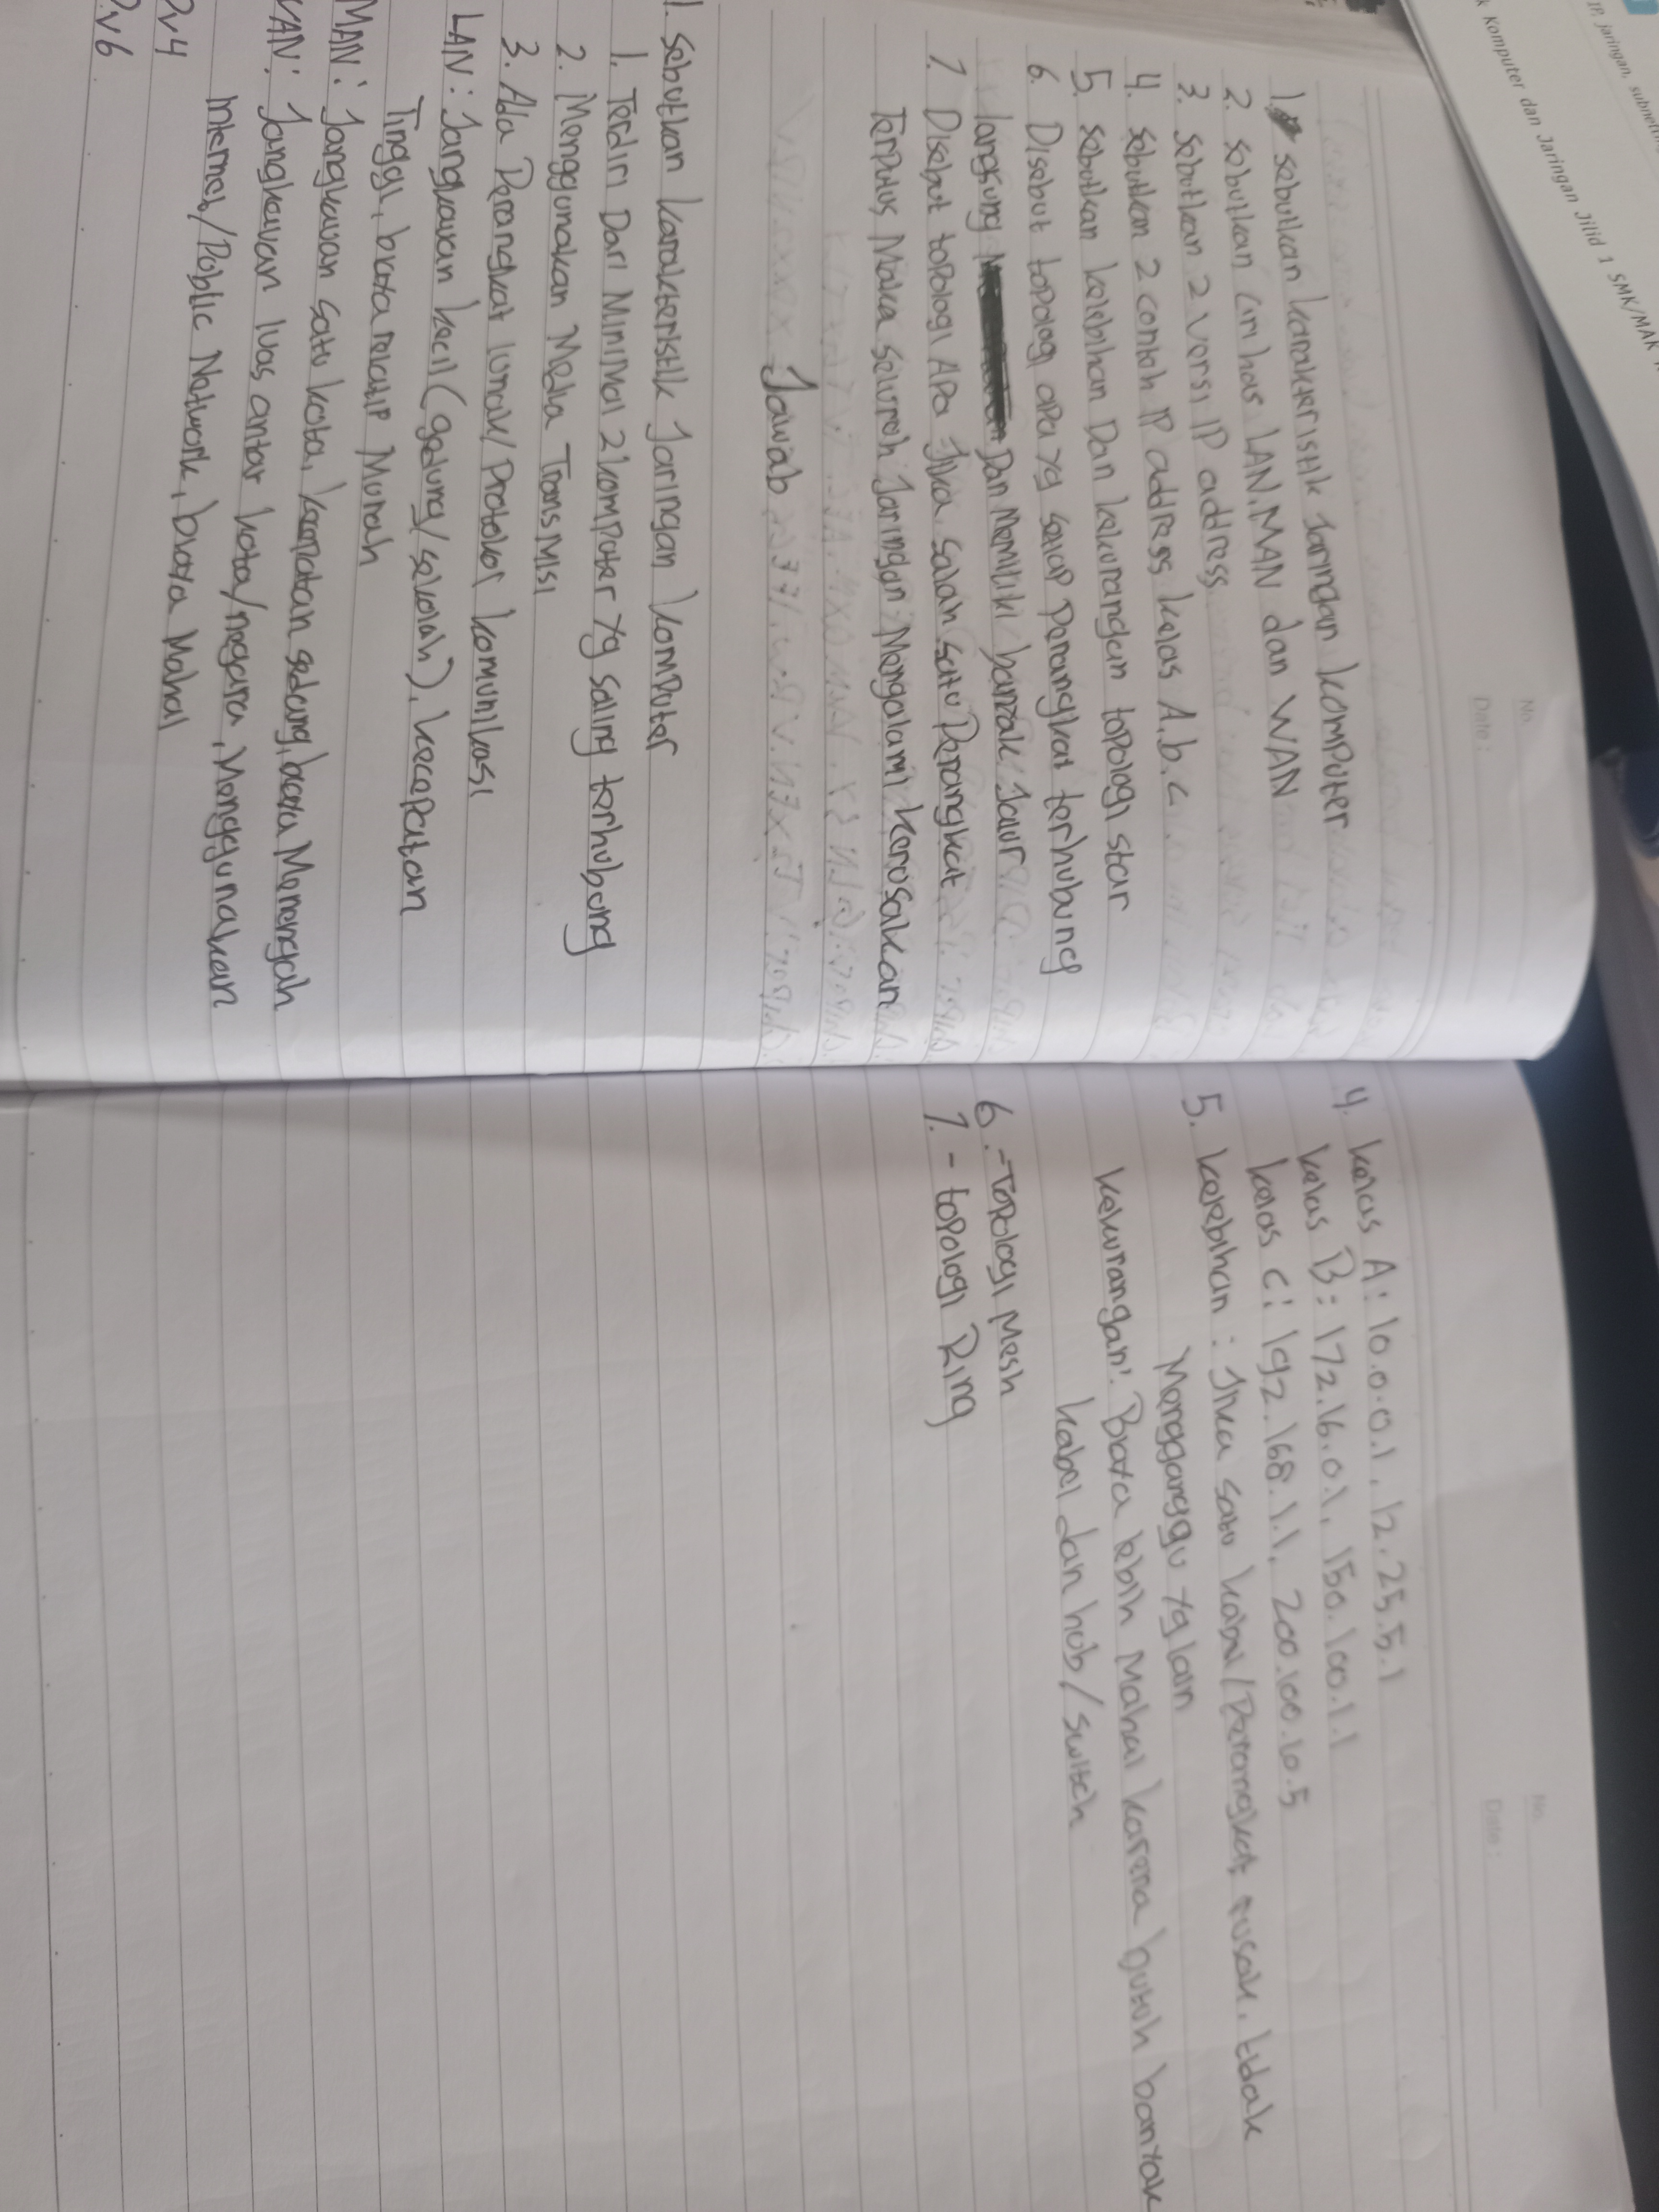 IP, jaringan, subnetti
k Komputer dan Jaringan Jilid 1 SMK/MAK
No.
Date :
1. sebutkan karakteristik Jaringan komputer
2. sebutkan ciri khas LAN, MAN dan WAN
3. sebutkan 2 versi IP address
4. sebutkan 2 contoh IP address kelas A.b.c
5. sebutkan kelebihan Dan kekurangan topologi star
6. Disebut topologi apa yg setiap Perangkat terhubung
langsung Dan Memiliki banyak Jalur
7. Disebut topologi APa Jika salah satu Perangkat
Terputus Maka seluruh Jaringan Mengalami kerusakan
Jawab
1. sebutkan karakteristik Jaringan komputer
1. Terdiri Dari Minimal 2 komputer yg saling terhubung
2. Menggunakan Media TransMisi
3. Ada Perangkat lunak/Protokol komunikasi
LAN : Jangkauan kecil (gedung/sekolah), kecepatan
Tinggi, biaya relatip Murah
MAN : Jangkauan satu kota, kecepatan sedang, biaya Menengah
AN : Jangkauan luas antar kota/negara, Menggunakan
Internet/Public Network, biaya Mahal
Pv4
Pv6
No.
Date :
4. kelas A : 10.0.0.1, 12.25.5.1
kelas B : 172.16.0.1, 150.100.1.1
kelas C : 192.168.1.1, 200.100.10.5
5. kelebihan : Jika satu kabel/Perangkat rusak, tidak
Mengganggu yg lain
kekurangan : Biaya lebih Mahal karena butuh banyak
kabel dan hub/switch
6. - Topologi Mesh
7. - topologi Ring